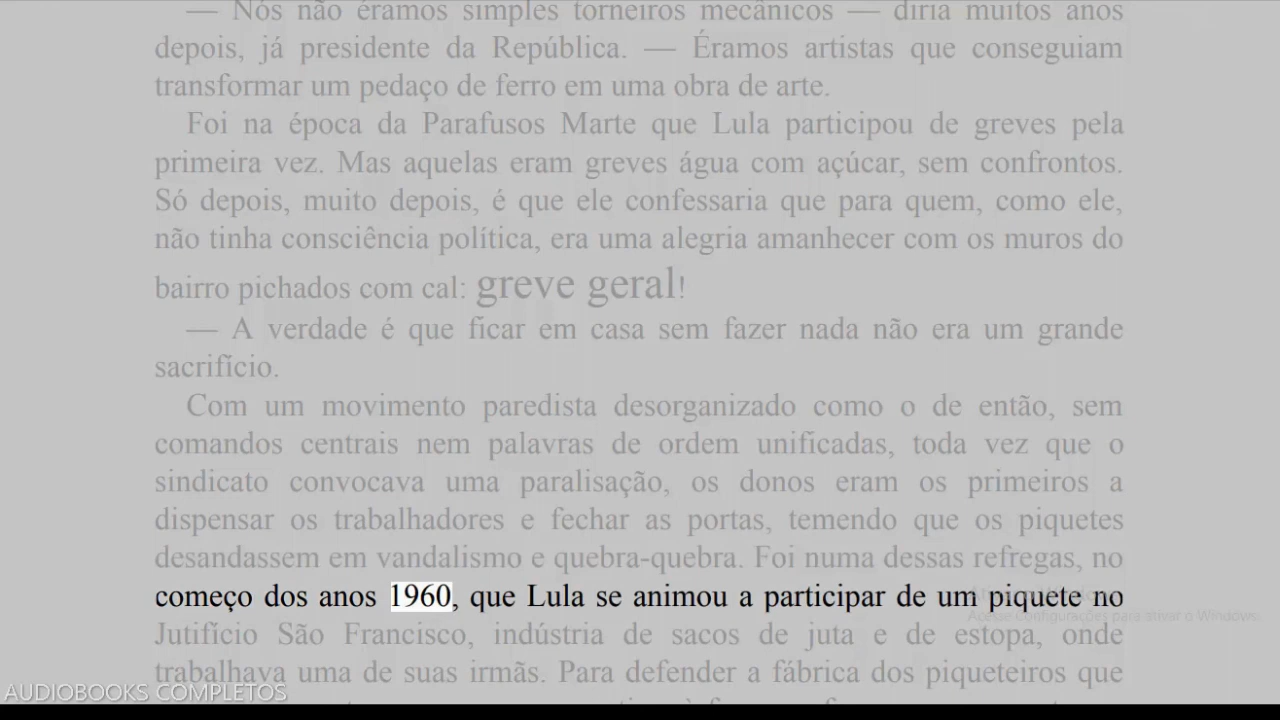 — Nós não éramos simples torneiros mecânicos — diria muitos anos
depois, já presidente da República. — Éramos artistas que conseguiam
transformar um pedaço de ferro em uma obra de arte.
Foi na época da Parafusos Marte que Lula participou de greves pela
primeira vez. Mas aquelas eram greves água com açúcar, sem confrontos.
Só depois, muito depois, é que ele confessaria que para quem, como ele,
não tinha consciência política, era uma alegria amanhecer com os muros do
bairro pichados com cal: greve geral!
— A verdade é que ficar em casa sem fazer nada não era um grande
sacrifício.
Com um movimento paredista desorganizado como o de então, sem
comandos centrais nem palavras de ordem unificadas, toda vez que o
sindicato convocava uma paralisação, os donos eram os primeiros a
dispensar os trabalhadores e fechar as portas, temendo que os piquetes
desandassem em vandalismo e quebra-quebra. Foi numa dessas refregas, no
começo dos anos 1960, que Lula se animou a participar de um piquete no
Acesse Configurações para ativar o Windows.
Jutifício São Francisco, indústria de sacos de juta e de estopa, onde
trabalhava uma de suas irmãs. Para defender a fábrica dos piqueteiros que
AUDIOBOOKS COMPLETOS